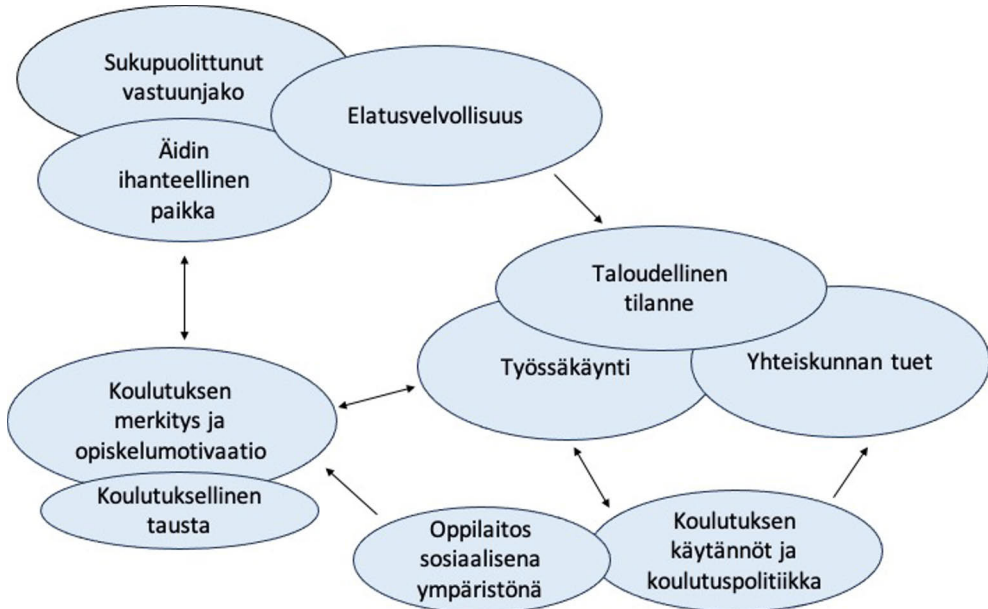 Sukupuolittunut
vastuunjako
Elatusvelvollisuus
Äidin
ihanteellinen
paikka
Taloudellinen
tilanne
Työssäkäynti
Yhteiskunnan tuet
Koulutuksen
merkitys ja
opiskelumotivaatio
Koulutuksellinen
tausta
Oppilaitos
sosiaalisena
ympäristönä
Koulutuksen
käytännöt ja
koulutuspolitiikka